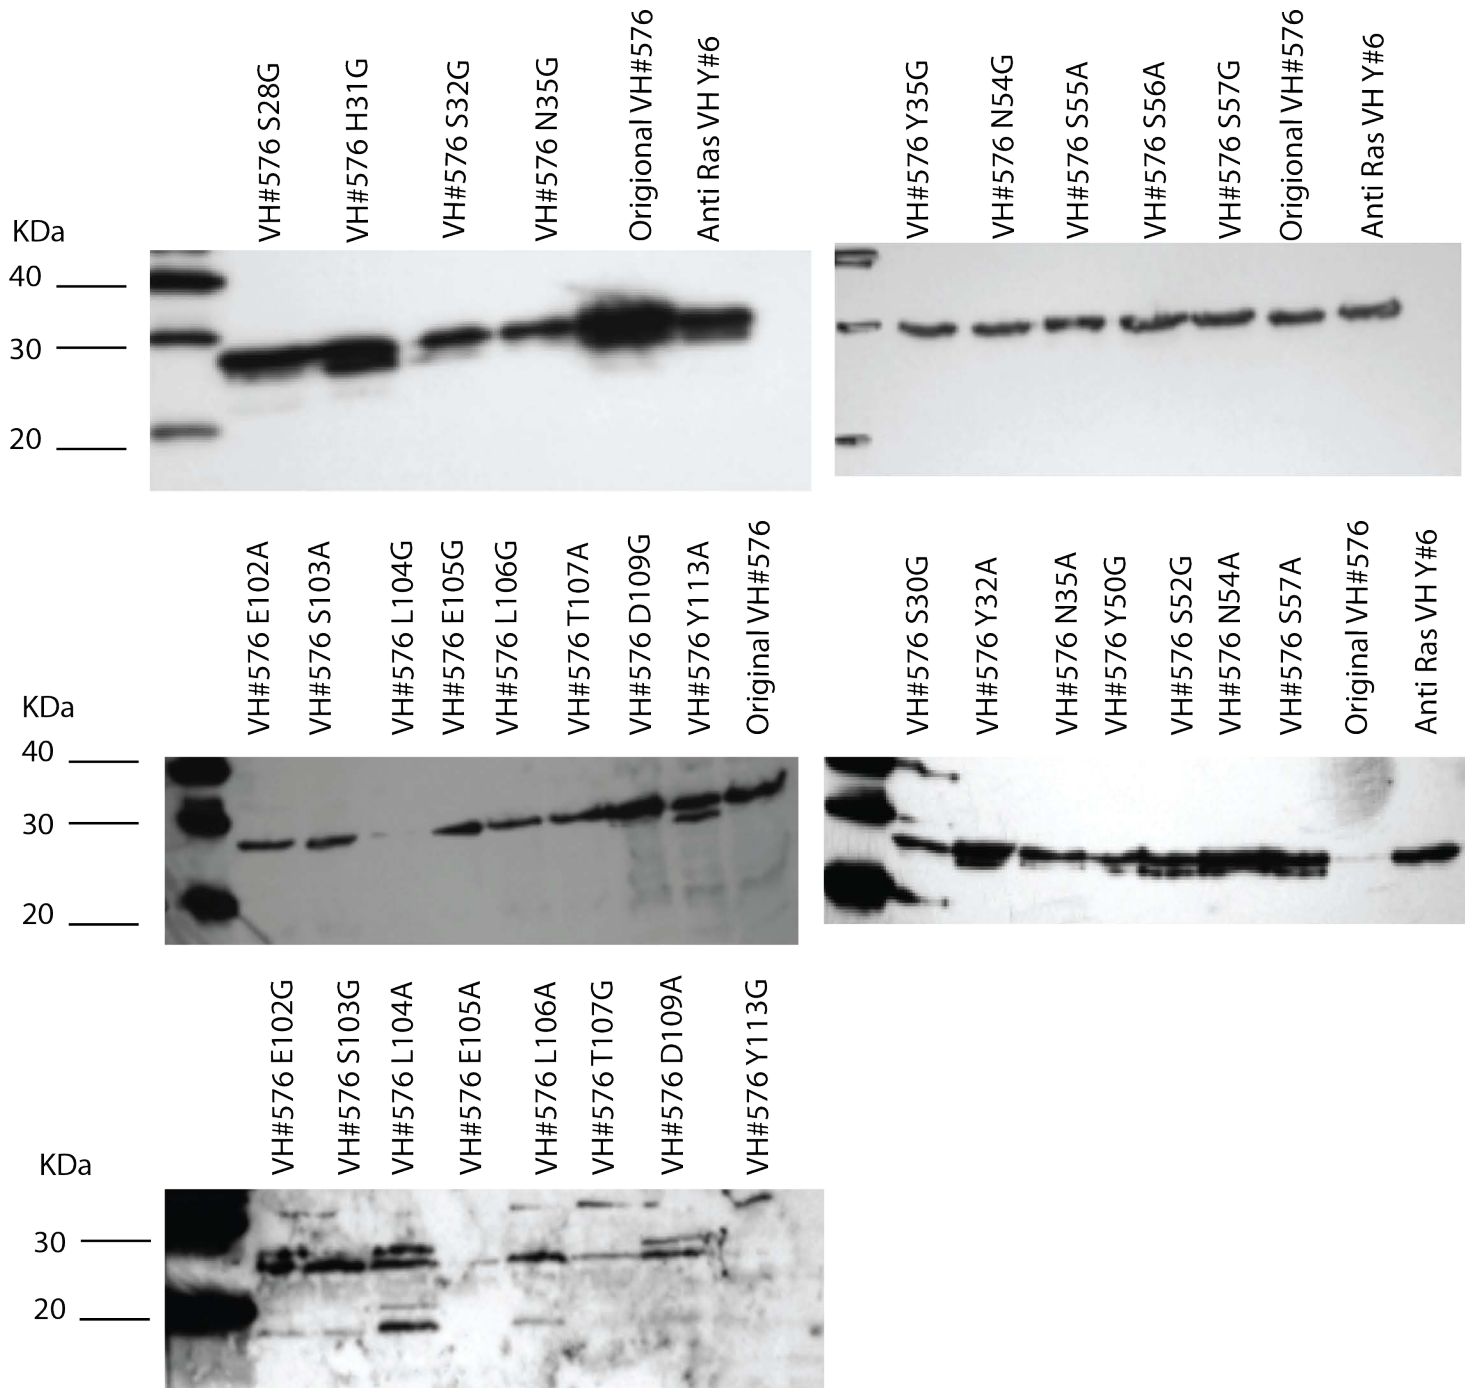 VH#576 S28G
VH#576 H31G
VH#576 S32G
VH#576 N35G
Origional VH#576
Anti Ras VH Y#6
KDa
40
30
20
VH#576 Y35G
VH#576 N54G
VH#576 S55A
VH#576 S56A
VH#576 S57G
Origional VH#576
Anti Ras VH Y#6
VH#576 E102A
VH#576 S103A
VH#576 L104G
VH#576 E105G
VH#576 L106G
VH#576 T107A
VH#576 D109G
VH#576 Y113A
Original VH#576
KDa
40
30
20
VH#576 S30G
VH#576 Y32A
VH#576 N35A
VH#576 Y50G
VH#576 S52G
VH#576 N54A
VH#576 S57A
Original VH#576
Anti Ras VH Y#6
VH#576 E102G
VH#576 S103G
VH#576 L104A
VH#576 E105A
VH#576 L106A
VH#576 T107G
VH#576 D109A
VH#576 Y113G
KDa
30
20